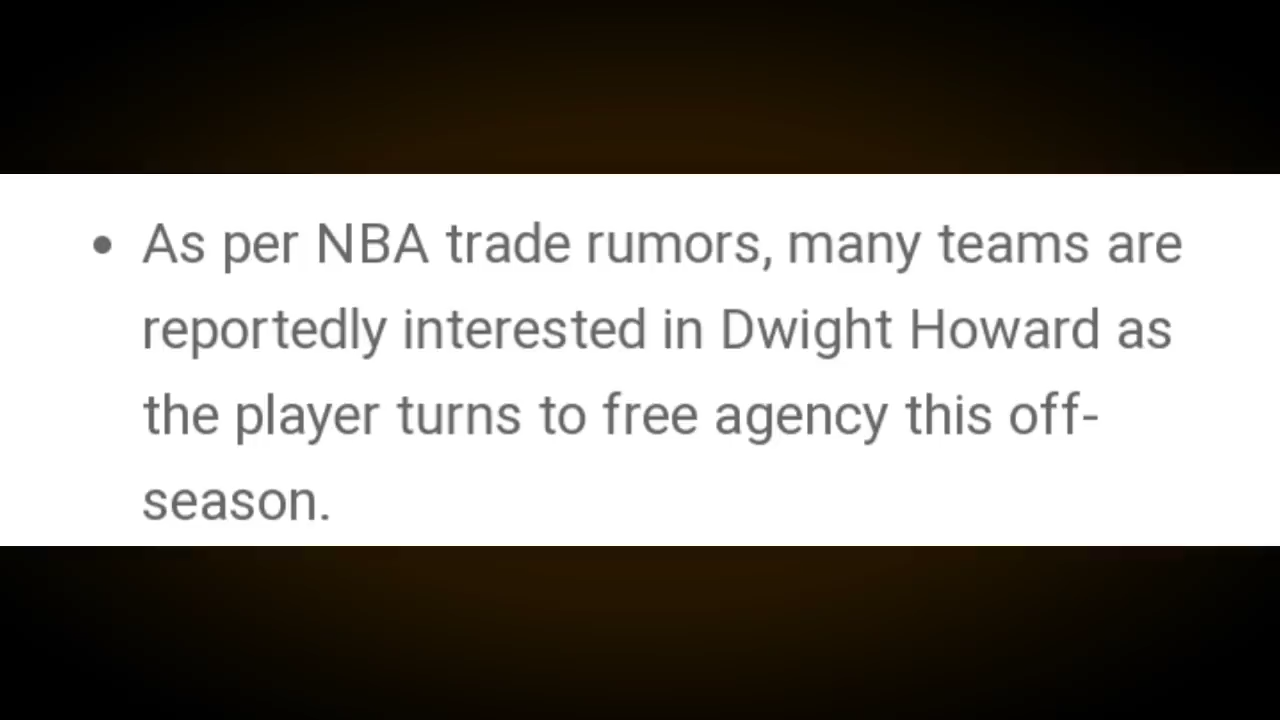 • As per NBA trade rumors, many teams are
reportedly interested in Dwight Howard as
the player turns to free agency this off-
season.